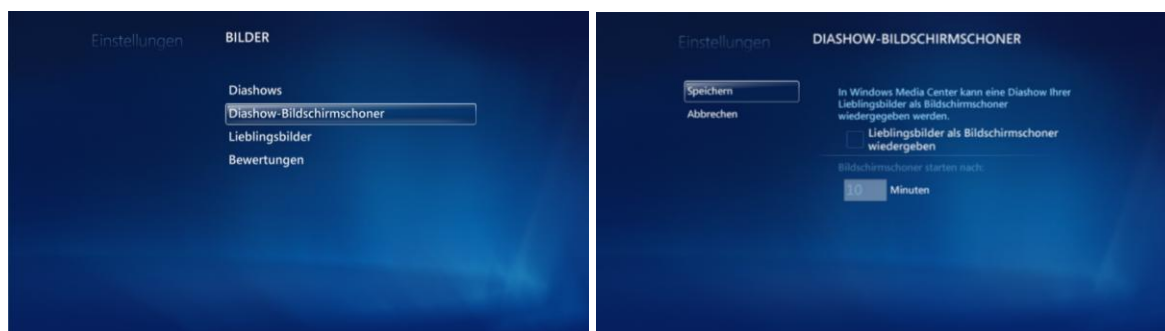 Einstellungen
BILDER
Diashows
Diashow-Bildschirmschoner
Lieblingsbilder
Bewertungen
Einstellungen
DIASHOW-BILDSCHIRMSCHONER
Speichern
Abbrechen
In Windows Media Center kann eine Diashow Ihrer
Lieblingsbilder als Bildschirmschoner
wiedergegeben werden.
Lieblingsbilder als Bildschirmschoner
wiedergeben
Bildschirmschoner starten nach:
10 Minuten